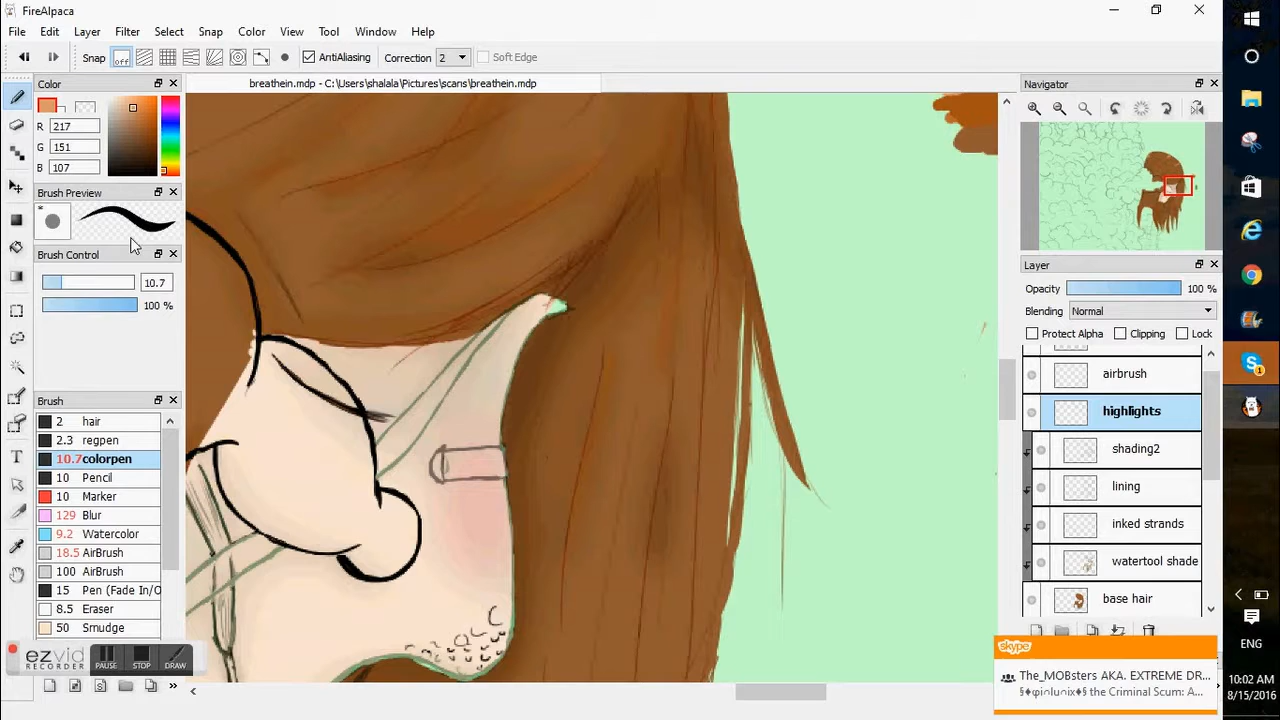 FireAlpaca
File Edit Layer Filter Select Snap Color View Tool Window Help
Snap off AntiAliasing Correction 2 Soft Edge
Color
breathein.mdp - C:\Users\shalala\Pictures\scans\breathein.mdp
Navigator
R 217
G 151
B 107
Brush Preview
Brush Control
10.7
100 %
Brush
2 hair
2.3 regpen
10.7 colorpen
10 Pencil
10 Marker
129 Blur
9.2 Watercolor
18.5 AirBrush
100 AirBrush
15 Pen (Fade In/O
8.5 Eraser
50 Smudge
ezvid
RECORDER
PAUSE STOP DRAW
Layer
Opacity 100 %
Blending Normal
Protect Alpha Clipping Lock
airbrush
highlights
shading2
lining
inked strands
watertool shade
base hair
skype
The_MOBsters AKA. EXTREME DR...
the Criminal Scum: A...
ENG
10:02 AM
8/15/2016